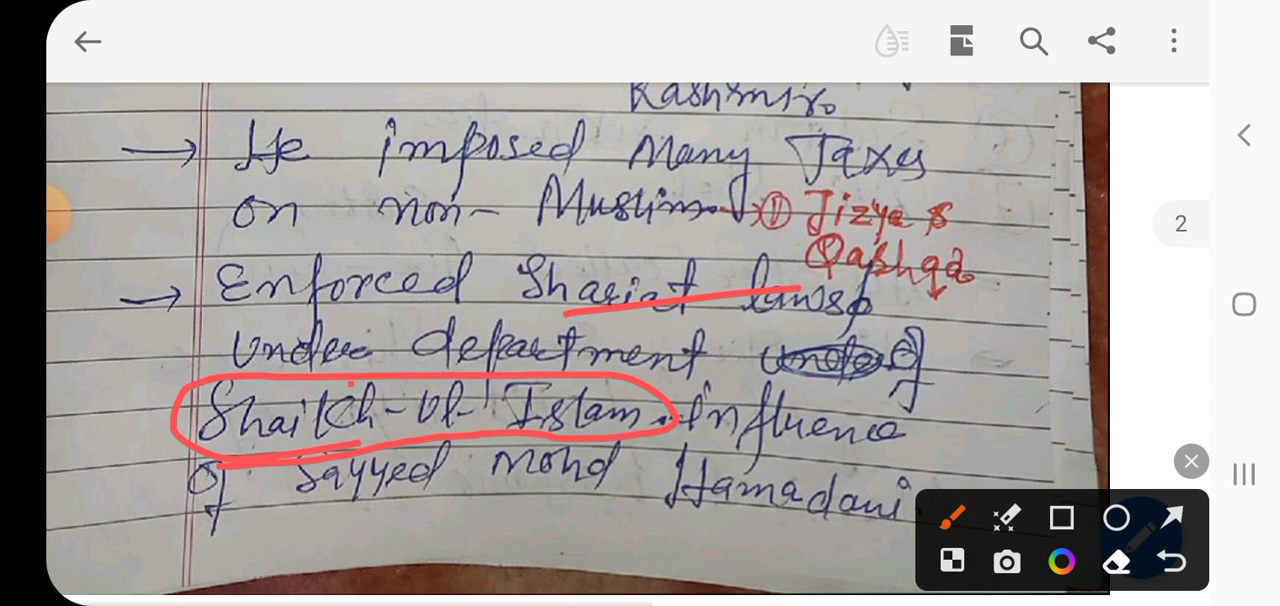 Kashmir.
→ He imposed Many Taxes
on non- Muslims → ① Jizya &
Qashqa
→ Enforced Shariat laws
Under department of
Shaikh-Ul-Islam. Influence
of Sayyed Mohd Hamadani
2